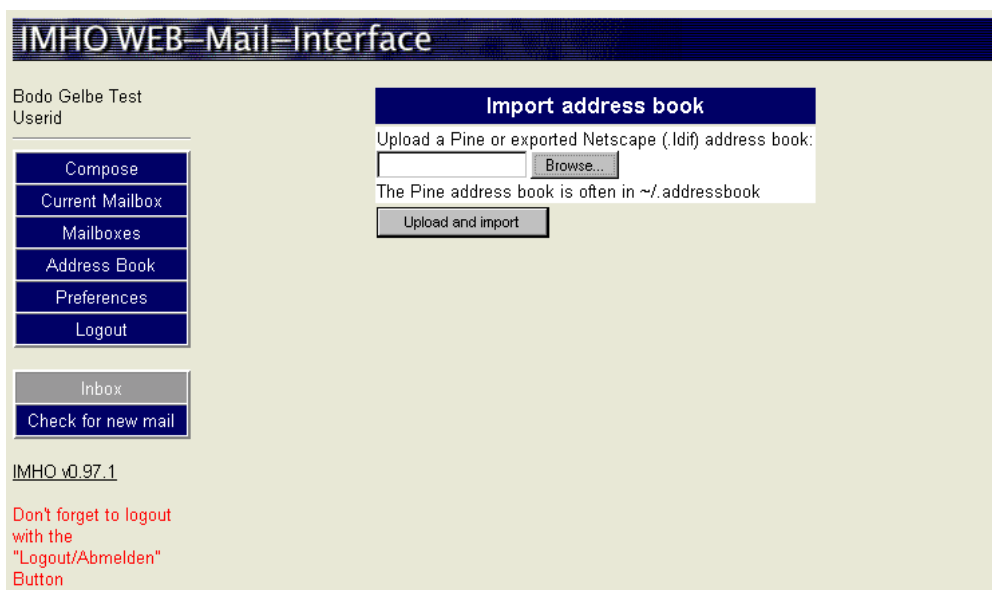 IMHO WEB–Mail–Interface
Bodo Gelbe Test
Userid
Compose
Current Mailbox
Mailboxes
Address Book
Preferences
Logout
Inbox
Check for new mail
IMHO v0.97.1
Don't forget to logout
with the
"Logout/Abmelden"
Button
Import address book
Upload a Pine or exported Netscape (.ldif) address book:
Browse...
The Pine address book is often in ~/.addressbook
Upload and import